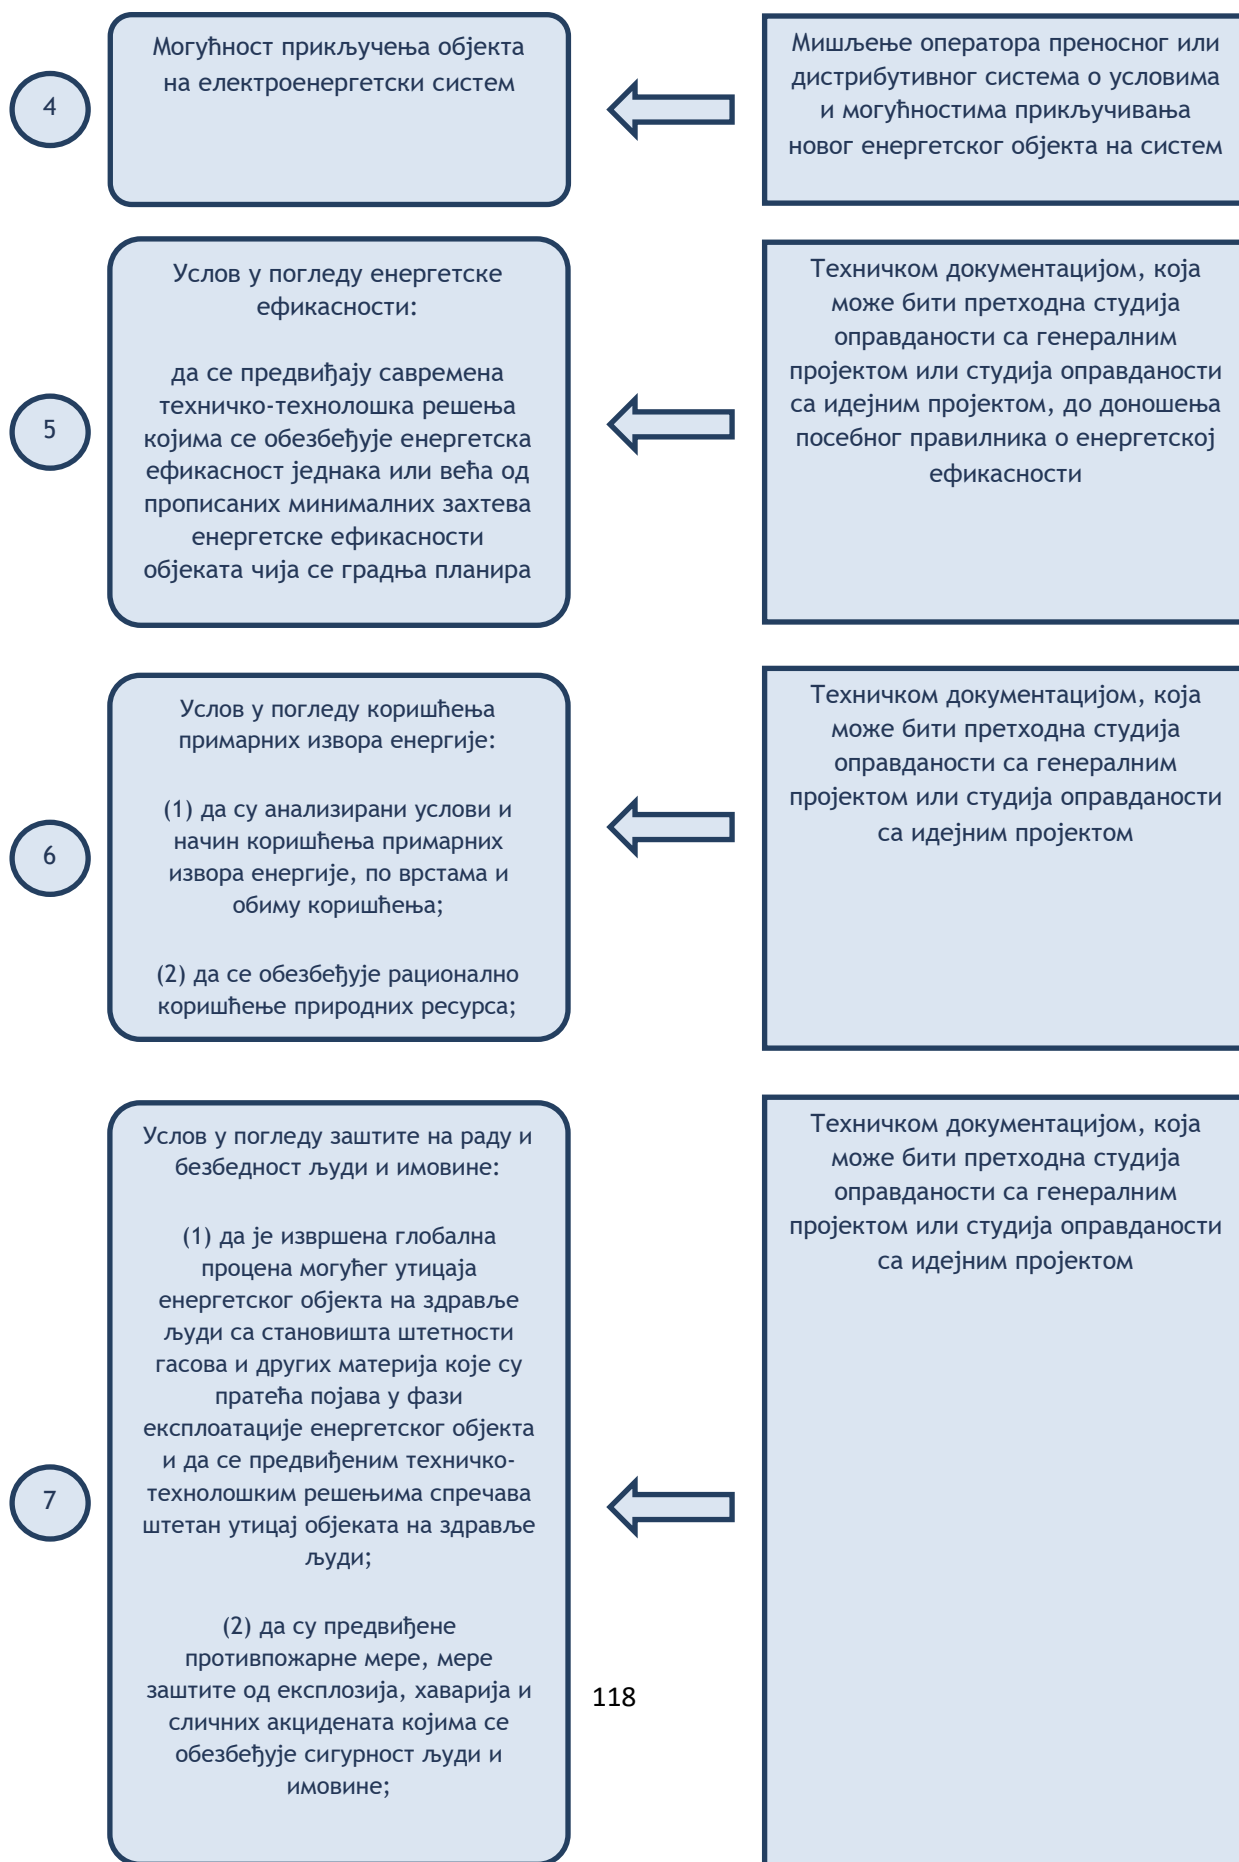 4
Могућност прикључења објекта
на електроенергетски систем
Мишљење оператора преносног или
дистрибутивног система о условима
и могућностима прикључивања
новог енергетског објекта на систем
5
Услов у погледу енергетске
ефикасности:
да се предвиђају савремена
техничко-технолошка решења
којима се обезбеђује енергетска
ефикасност једнака или већа од
прописаних минималних захтева
енергетске ефикасности
објеката чија се градња планира
Техничком документацијом, која
може бити претходна студија
оправданости са генералним
пројектом или студија оправданости
са идејним пројектом, до доношења
посебног правилника о енергетској
ефикасности
6
Услов у погледу коришћења
примарних извора енергије:
(1) да су анализирани услови и
начин коришћења примарних
извора енергије, по врстама и
обиму коришћења;
(2) да се обезбеђује рационално
коришћење природних ресурса;
Техничком документацијом, која
може бити претходна студија
оправданости са генералним
пројектом или студија оправданости
са идејним пројектом
7
Услов у погледу заштите на раду и
безбедност људи и имовине:
(1) да је извршена глобална
процена могућег утицаја
енергетског објекта на здравље
људи са становишта штетности
гасова и других материја које су
пратећа појава у фази
експлоатације енергетског објекта
и да се предвиђеним техничко-
технолошким решењима спречава
штетан утицај објеката на здравље
људи;
(2) да су предвиђене
противпожарне мере, мере
заштите од експлозија, хаварија и
сличних акцидената којима се
обезбеђује сигурност људи и
имовине;
Техничком документацијом, која
може бити претходна студија
оправданости са генералним
пројектом или студија оправданости
са идејним пројектом
118